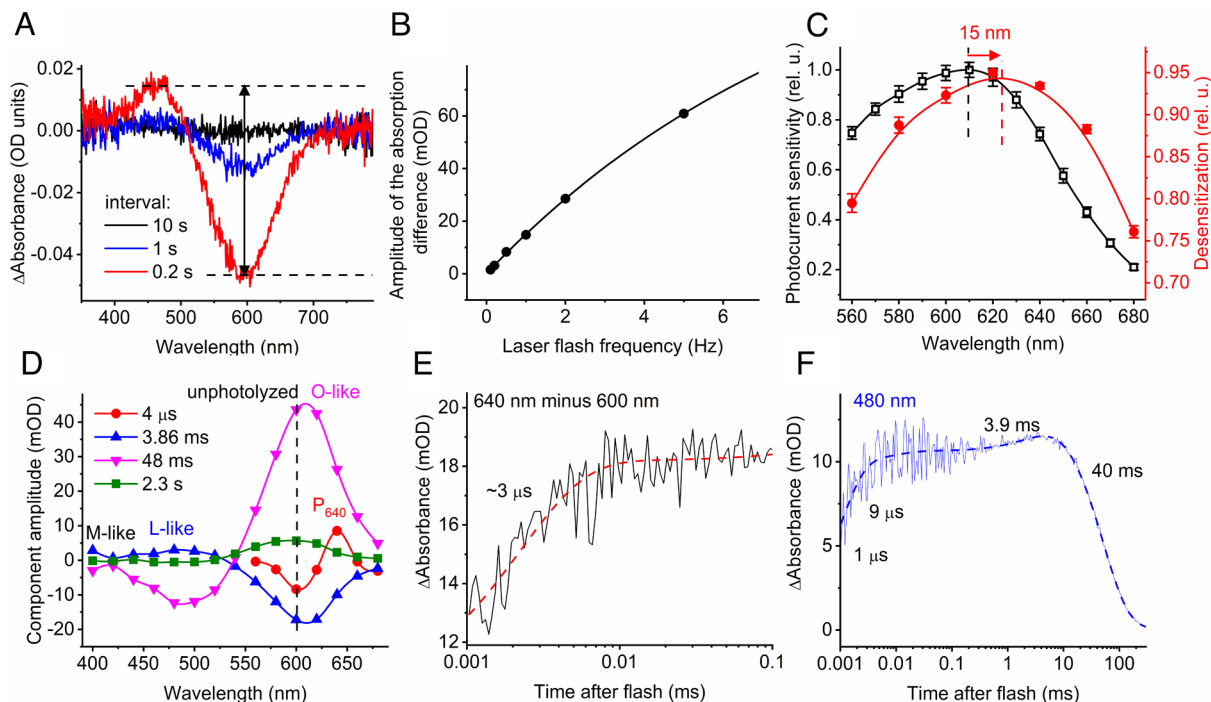 A
0.02
0.00
-0.02
-0.04
ΔAbsorbance (OD units)
interval:
10 s
1 s
0.2 s
400 500 600 700
Wavelength (nm)
B
60
40
20
0
Amplitude of the absorption
difference (mOD)
0 2 4 6
Laser flash frequency (Hz)
C
15 nm
1.0
0.8
0.6
0.4
0.2
Photocurrent sensitivity (rel. u.)
0.95
0.90
0.85
0.80
0.75
0.70
Desensitization (rel. u.)
560 580 600 620 640 660 680
Wavelength (nm)
D
unphotolyzed
O-like
4 μs
3.86 ms
48 ms
2.3 s
P640
M-like
L-like
40
30
20
10
0
-10
-20
Component amplitude (mOD)
400 450 500 550 600 650
Wavelength (nm)
E
640 nm minus 600 nm
~3 μs
20
18
16
14
12
ΔAbsorbance (mOD)
0.001 0.01 0.1
Time after flash (ms)
F
480 nm
3.9 ms
40 ms
9 μs
1 μs
15
10
5
0
ΔAbsorbance (mOD)
0.001 0.01 0.1 1 10 100
Time after flash (ms)